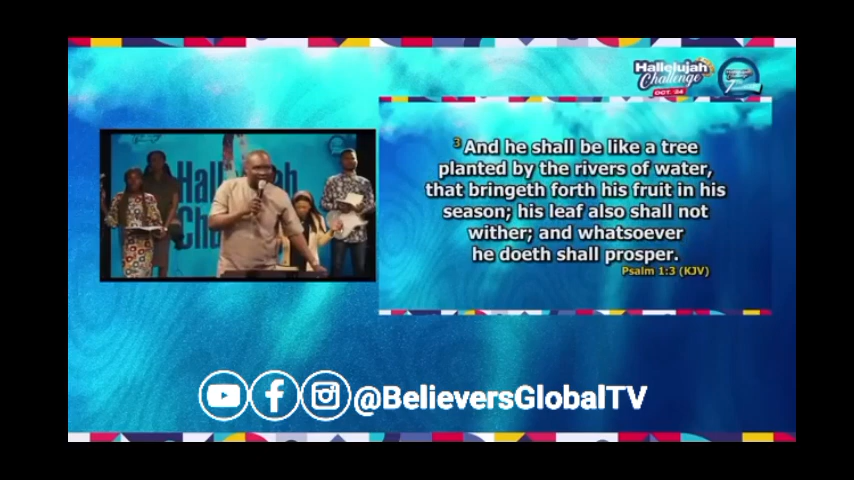 Hallelujah
Challenge
OCT. '24
Hallelujah
Challenge
3 And he shall be like a tree
planted by the rivers of water,
that bringeth forth his fruit in his
season; his leaf also shall not
wither; and whatsoever
he doeth shall prosper.
Psalm 1:3 (KJV)
@BelieversGlobalTV